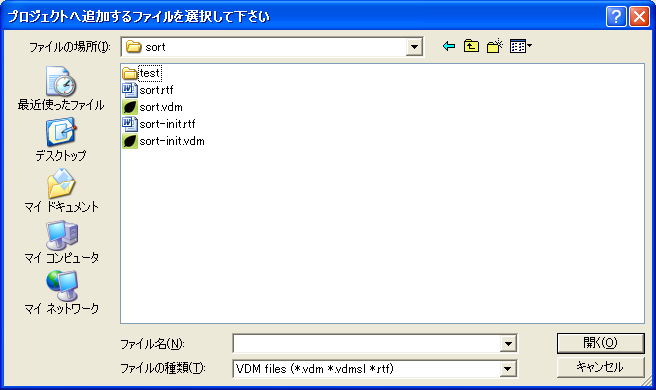 プロジェクトへ追加するファイルを選択して下さい
ファイルの場所(I):
sort
最近使ったファイル
デスクトップ
マイ ドキュメント
マイ コンピュータ
マイ ネットワーク
test
sort.rtf
sort.vdm
sort-init.rtf
sort-init.vdm
ファイル名(N):
開く(O)
ファイルの種類(T):
VDM files (*.vdm *.vdmsl *.rtf)
キャンセル